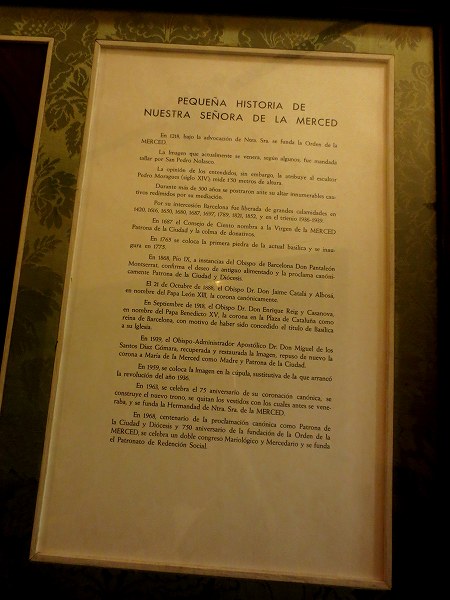 PEQUEÑA HISTORIA DE
NUESTRA SEÑORA DE LA MERCED
En 1218, bajo la advocación de Ntra. Sra. se funda la Orden de la
MERCED.
La Imagen que actualmente se venera, según algunos, fue mandada
tallar por San Pedro Nolasco.
La opinión de los entendidos, sin embargo, la atribuye al escultor
Pedro Moragues (siglo XIV) mide 1'50 metros de altura.
Durante más de 500 años se postraron ante su altar innumerables cau-
tivos redimidos por su mediación.
Por su intercesión Barcelona fue liberada de grandes calamidades en
1420, 1616, 1650, 1680, 1687, 1697, 1789, 1821, 1852, y en el trienio 1936-1939.
En 1687 el Consejo de Ciento nombra a la Virgen de la MERCED
Patrona de la Ciudad y la colma de donativos.
En 1765 se coloca la primera piedra de la actual basílica y se inau-
gura en 1775.
En 1868, Pío IX, a instancias del Obispo de Barcelona Don Pantaleón
Montserrat, confirma el deseo de antiguo alimentado y la proclama canóni-
camente Patrona de la Ciudad y Diócesis.
El 21 de Octubre de 1888, el Obispo Dr. Don Jaime Catalá y Albosa,
en nombre del Papa León XIII, la corona canónicamente.
En Septiembre de 1918, el Obispo Dr. Don Enrique Reig y Casanova,
en nombre del Papa Benedicto XV, la corona en la Plaza de Cataluña como
reina de Barcelona, con motivo de haber sido concedido el título de Basílica
a su Iglesia.
En 1939, el Obispo-Administrador Apostólico Dr. Don Miguel de los
Santos Díaz Gómara, recuperada y restaurada la Imagen, repuso de nuevo la
corona a María de la Merced como Madre y Patrona de la Ciudad.
En 1959, se coloca la Imagen en la cúpula, sustitutiva de la que arrancó
la revolución del año 1936.
En 1963, se celebra el 75 aniversario de su coronación canónica, se
construye el nuevo trono, se quitan los vestidos con los cuales antes se vene-
raba, y se funda la Hermandad de Ntra. Sra. de la MERCED.
En 1968, centenario de la proclamación canónica como Patrona de
la Ciudad y Diócesis y 750 aniversario de la fundación de la Orden de la
MERCED, se celebra un doble congreso Mariológico y Mercedario y se funda
el Patronato de Redención Social.